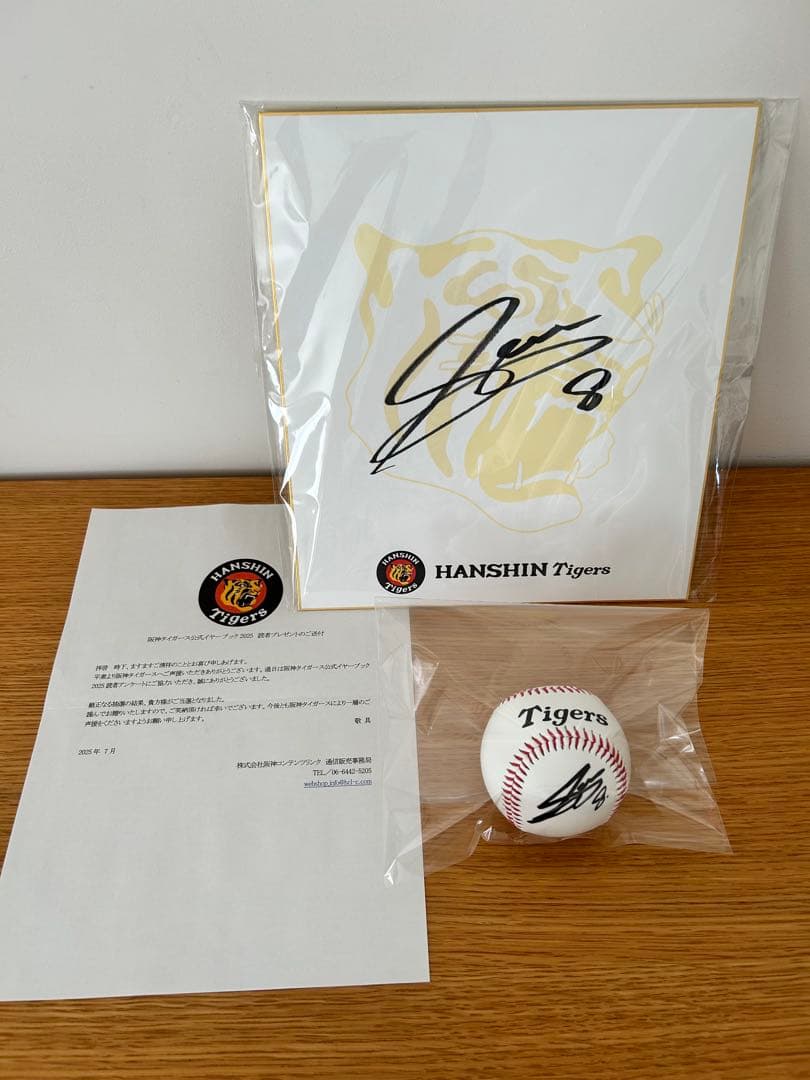 HANSHIN
Tigers
HANSHIN Tigers
8
HANSHIN
Tigers
阪神タイガース公式イヤーブック2025 読者プレゼントのご送付
拝啓 時下、ますますご清祥のこととお喜び申しあげます。
平素より阪神タイガースへご声援いただきありがとうございます。過日は阪神タイガース公式イヤーブック
2025 読者アンケートにご協力いただき、誠にありがとうございました。
厳正なる抽選の結果、貴方様がご当選となりました。
謹んでお贈りいたしますので、ご笑納頂ければ幸いでございます。今後とも阪神タイガースにより一層のご
声援をくださいますようお願い申し上げます。
敬 具
2025 年 7 月
株式会社阪神コンテンツリンク 通信販売事務局
TEL/06-6442-5205
webshop_info@hcl-c.com
Tigers
8